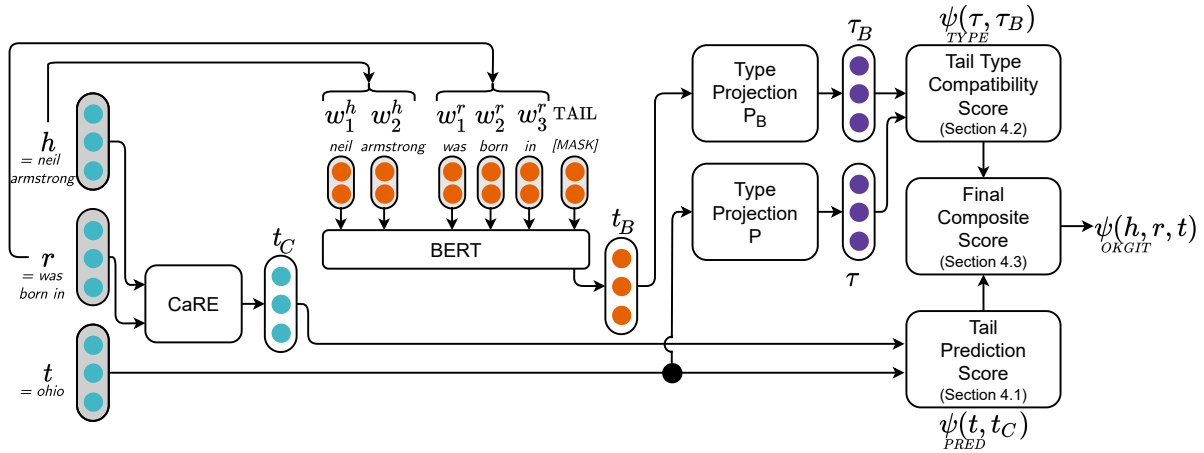 h
= neil
armstrong
r
= was
born in
t
= ohio
CaRE
t_C
w_1^h w_2^h w_1^r w_2^r w_3^r TAIL
neil armstrong was born in [MASK]
BERT
t_B
Type
Projection
P_B
Type
Projection
P
τ_B
τ
ψ(τ, τ_B)
TYPE
Tail Type
Compatibility
Score
(Section 4.2)
Final
Composite
Score
(Section 4.3)
ψ(h, r, t)
OKGIT
Tail
Prediction
Score
(Section 4.1)
ψ(t, t_C)
PRED